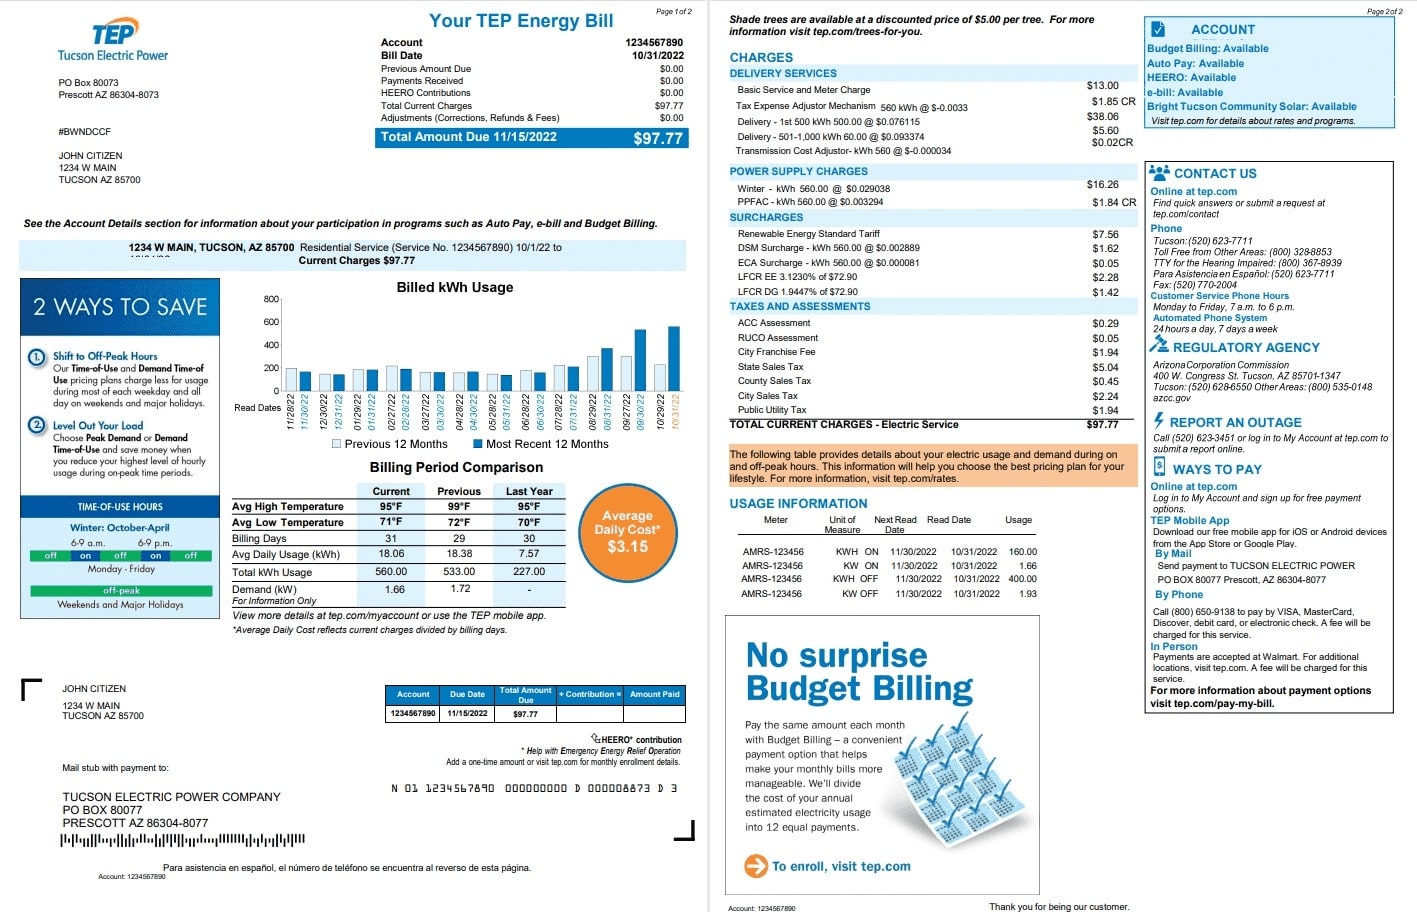 Page 1 of 2
TEP
Tucson Electric Power
Your TEP Energy Bill
Account 1234567890
Bill Date 10/31/2022
Previous Amount Due $0.00
Payments Received $0.00
HEERO Contributions $0.00
Total Current Charges $97.77
Adjustments (Corrections, Refunds & Fees) $0.00
Total Amount Due 11/15/2022 $97.77
PO Box 80073
Prescott AZ 86304-8073
#BWNDCCF
JOHN CITIZEN
1234 W MAIN
TUCSON AZ 85700
See the Account Details section for information about your participation in programs such as Auto Pay, e-bill and Budget Billing.
1234 W MAIN, TUCSON, AZ 85700 Residential Service (Service No. 1234567890) 10/1/22 to
Current Charges $97.77
2 WAYS TO SAVE
1. Shift to Off-Peak Hours
Our Time-of-Use and Demand Time-of
Use pricing plans charge less for usage
during most of each weekday and all
day on weekends and major holidays.
2. Level Out Your Load
Choose Peak Demand or Demand
Time-of-Use and save money when
you reduce your highest level of hourly
usage during on-peak time periods.
TIME-OF-USE HOURS
Winter: October-April
6-9 a.m. 6-9 p.m.
off on off on off
Monday - Friday
off-peak
Weekends and Major Holidays
Billed kWh Usage
800
600
400
200
0
Read Dates 11/28/22 11/30/22 12/30/22 12/31/22 01/29/22 01/31/22 02/27/22 02/28/22 03/27/22 03/30/22 04/28/22 04/30/22 05/28/22 05/31/22 06/28/22 06/30/22 07/28/22 07/31/22 08/29/22 08/31/22 09/27/22 09/30/22 10/29/22 10/31/22
Previous 12 Months Most Recent 12 Months
Billing Period Comparison
Current Previous Last Year
Avg High Temperature 95°F 99°F 95°F
Avg Low Temperature 71°F 72°F 70°F
Billing Days 31 29 30
Avg Daily Usage (kWh) 18.06 18.38 7.57
Total kWh Usage 560.00 533.00 227.00
Demand (kW) 1.66 1.72 -
For Information Only
View more details at tep.com/myaccount or use the TEP mobile app.
*Average Daily Cost reflects current charges divided by billing days.
Average
Daily Cost*
$3.15
JOHN CITIZEN
1234 W MAIN
TUCSON AZ 85700
Account Due Date Total Amount Due + Contribution = Amount Paid
1234567890 11/15/2022 $97.77
HEERO* contribution
* Help with Emergency Energy Relief Operation
Add a one-time amount or visit tep.com for monthly enrollment details.
Mail stub with payment to:
N 01 1234567890 000000000 D 000008873 D 3
TUCSON ELECTRIC POWER COMPANY
PO BOX 80077
PRESCOTT AZ 86304-8077
Para asistencia en español, el número de teléfono se encuentra al reverso de esta página.
Account: 1234567890
Page 2 of 2
Shade trees are available at a discounted price of $5.00 per tree. For more
information visit tep.com/trees-for-you.
CHARGES
DELIVERY SERVICES
Basic Service and Meter Charge $13.00
Tax Expense Adjustor Mechanism 560 kWh @ $-0.0033 $1.85 CR
Delivery - 1st 500 kWh 500.00 @ $0.076115 $38.06
Delivery - 501-1,000 kWh 60.00 @ $0.093374 $5.60
Transmission Cost Adjustor- kWh 560 @ $-0.000034 $0.02CR
POWER SUPPLY CHARGES
Winter - kWh 560.00 @ $0.029038 $16.26
PPFAC - kWh 560.00 @ $0.003294 $1.84 CR
SURCHARGES
Renewable Energy Standard Tariff $7.56
DSM Surcharge - kWh 560.00 @ $0.002889 $1.62
ECA Surcharge - kWh 560.00 @ $0.000081 $0.05
LFCR EE 3.1230% of $72.90 $2.28
LFCR DG 1.9447% of $72.90 $1.42
TAXES AND ASSESSMENTS
ACC Assessment $0.29
RUCO Assessment $0.05
City Franchise Fee $1.94
State Sales Tax $5.04
County Sales Tax $0.45
City Sales Tax $2.24
Public Utility Tax $1.94
TOTAL CURRENT CHARGES - Electric Service $97.77
The following table provides details about your electric usage and demand during on
and off-peak hours. This information will help you choose the best pricing plan for your
lifestyle. For more information, visit tep.com/rates.
USAGE INFORMATION
Meter Unit of Measure Next Read Date Read Date Usage
AMRS-123456 KWH ON 11/30/2022 10/31/2022 160.00
AMRS-123456 KW ON 11/30/2022 10/31/2022 1.66
AMRS-123456 KWH OFF 11/30/2022 10/31/2022 400.00
AMRS-123456 KW OFF 11/30/2022 10/31/2022 1.93
No surprise
Budget Billing
Pay the same amount each month
with Budget Billing – a convenient
payment option that helps
make your monthly bills more
manageable. We'll divide
the cost of your annual
estimated electricity usage
into 12 equal payments.
To enroll, visit tep.com
Account: 1234567890
Thank you for being our customer.
ACCOUNT
Budget Billing: Available
Auto Pay: Available
HEERO: Available
e-bill: Available
Bright Tucson Community Solar: Available
Visit tep.com for details about rates and programs.
CONTACT US
Online at tep.com
Find quick answers or submit a request at
tep.com/contact
Phone
Tucson: (520) 623-7711
Toll Free from Other Areas: (800) 328-8853
TTY for the Hearing Impaired: (800) 367-8939
Para Asistencia en Español: (520) 623-7711
Fax: (520) 770-2004
Customer Service Phone Hours
Monday to Friday, 7 a.m. to 6 p.m.
Automated Phone System
24 hours a day, 7 days a week
REGULATORY AGENCY
Arizona Corporation Commission
400 W. Congress St. Tucson, AZ 85701-1347
Tucson: (520) 628-6550 Other Areas: (800) 535-0148
azcc.gov
REPORT AN OUTAGE
Call (520) 623-3451 or log in to My Account at tep.com to
submit a report online.
WAYS TO PAY
Online at tep.com
Log in to My Account and sign up for free payment
options.
TEP Mobile App
Download our free mobile app for iOS or Android devices
from the App Store or Google Play.
By Mail
Send payment to TUCSON ELECTRIC POWER
PO BOX 80077 Prescott, AZ 86304-8077
By Phone
Call (800) 650-9138 to pay by VISA, MasterCard,
Discover, debit card, or electronic check. A fee will be
charged for this service.
In Person
Payments are accepted at Walmart. For additional
locations, visit tep.com. A fee will be charged for this
service.
For more information about payment options
visit tep.com/pay-my-bill.